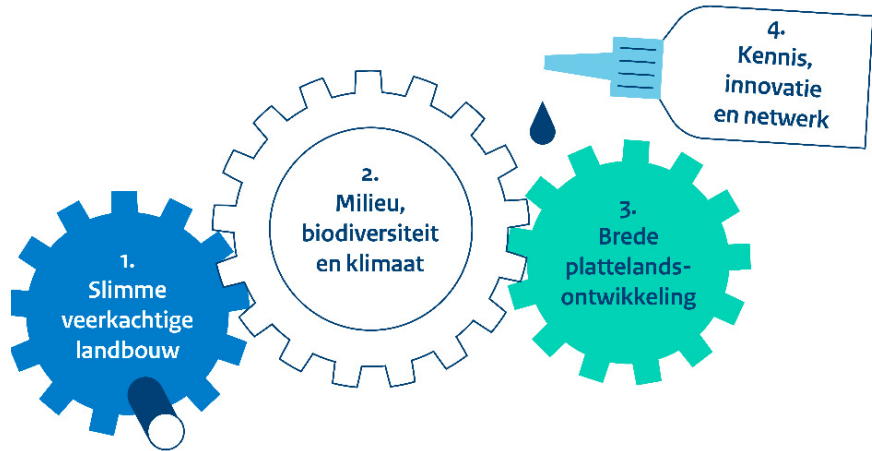 1.
Slimme
veerkachtige
landbouw
2.
Milieu,
biodiversiteit
en klimaat
3.
Brede
plattelands-
ontwikkeling
4.
Kennis,
innovatie
en netwerk